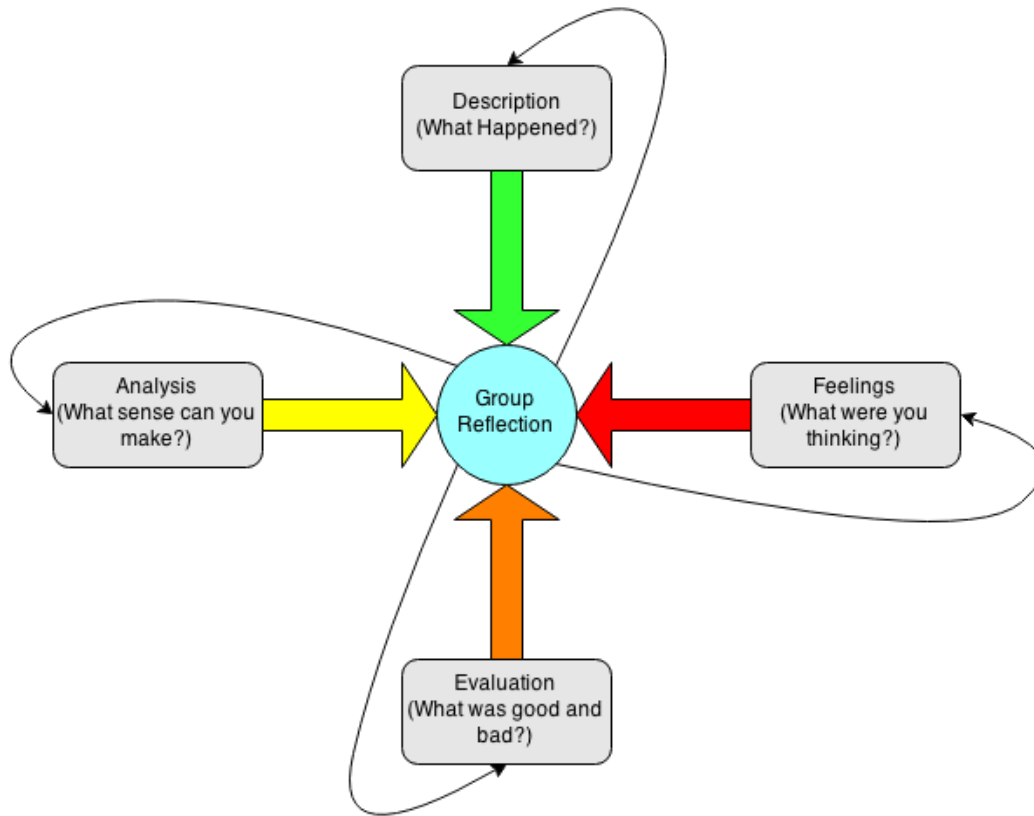 Description
(What Happened?)
Analysis
(What sense can you
make?)
Group
Reflection
Feelings
(What were you
thinking?)
Evaluation
(What was good and
bad?)